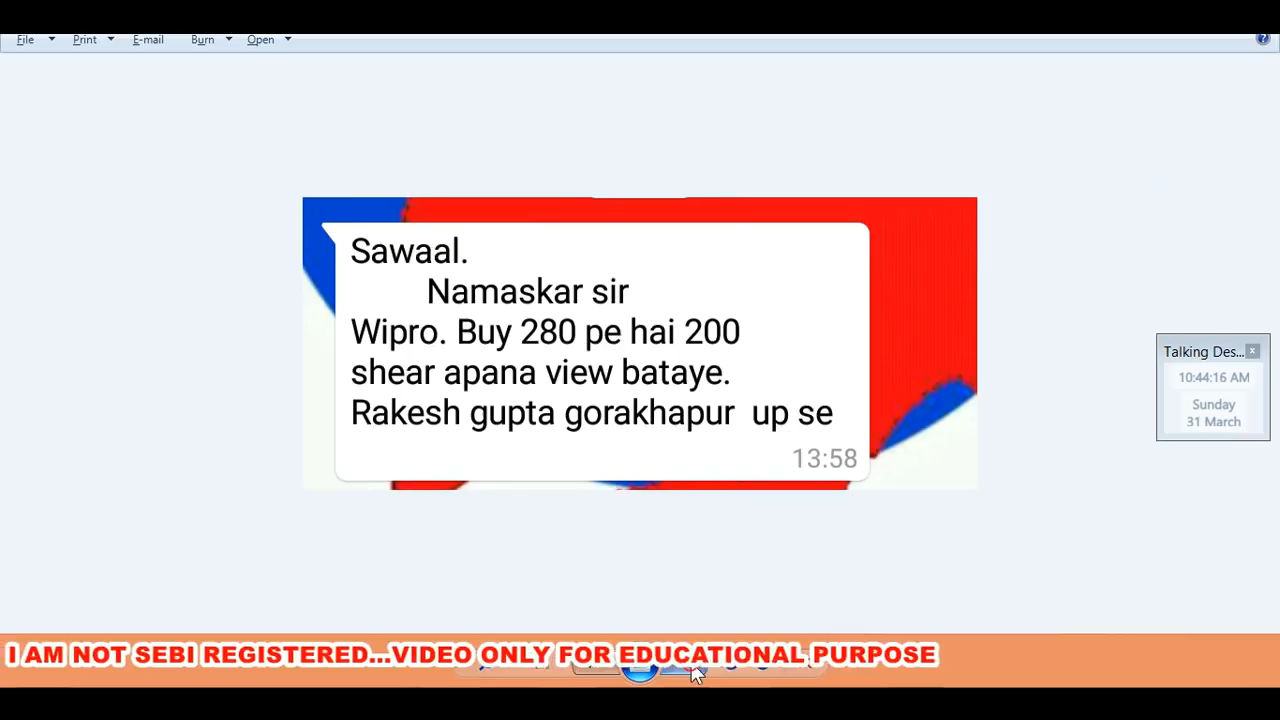 File Print E-mail Burn Open
Sawaal.
Namaskar sir
Wipro. Buy 280 pe hai 200
shear apana view bataye.
Rakesh gupta gorakhapur up se
13:58
Talking Des...
10:44:16 AM
Sunday
31 March
I AM NOT SEBI REGISTERED...VIDEO ONLY FOR EDUCATIONAL PURPOSE